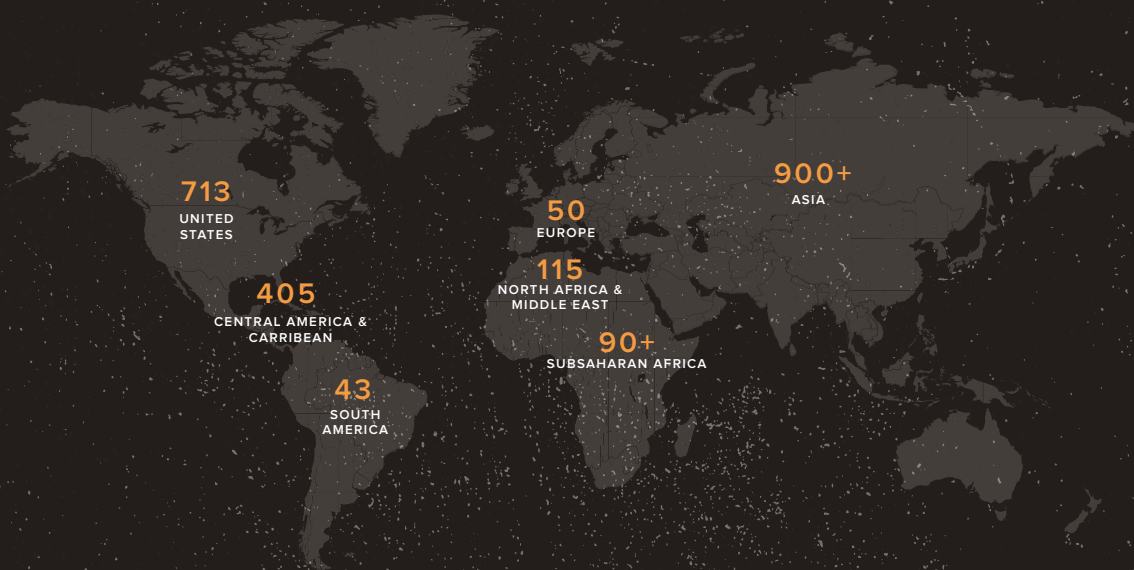 713
UNITED
STATES
900+
ASIA
50
EUROPE
115
NORTH AFRICA &
MIDDLE EAST
405
CENTRAL AMERICA &
CARRIBEAN
90+
SUBSAHARAN AFRICA
43
SOUTH
AMERICA